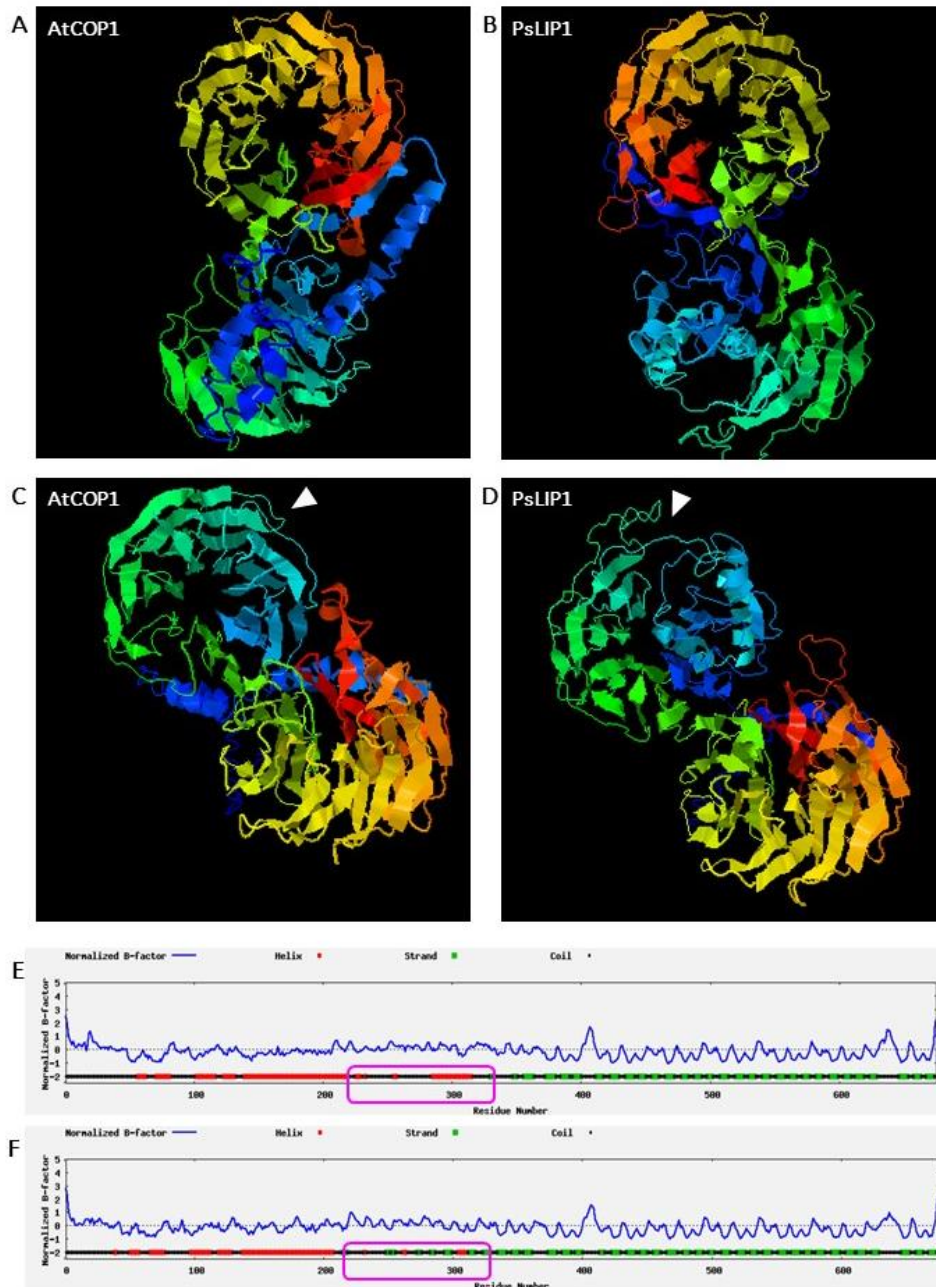 A AtCOP1
B PsLIP1
C AtCOP1
D PsLIP1
E
Normalized B-factor Helix Strand Coil
Normalized B-factor
5
4
3
2
1
0
-1
-2
0 100 200 300 400 500 600
Residue Number
F
Normalized B-factor Helix Strand Coil
Normalized B-factor
5
4
3
2
1
0
-1
-2
0 100 200 300 400 500 600
Residue Number